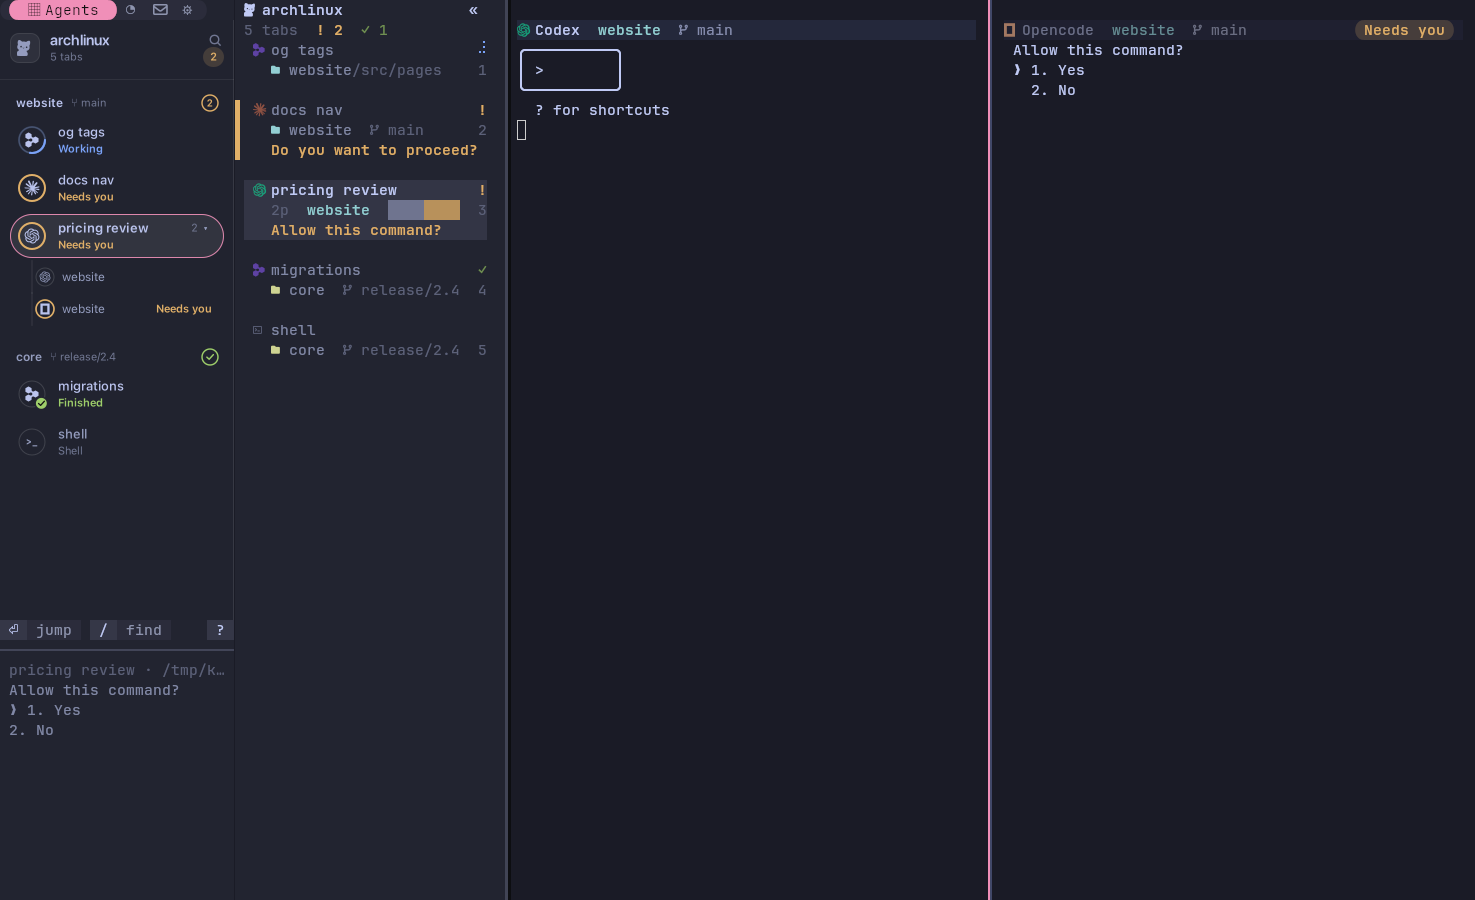 Agents
archlinux
5 tabs
2
website main 2
og tags
Working
docs nav
Needs you
pricing review 2
Needs you
website
website Needs you
core release/2.4
migrations
Finished
>_ shell
Shell
jump / find ?
pricing review · /tmp/k…
Allow this command?
❱ 1. Yes
2. No
archlinux «
5 tabs ! 2 ✓ 1
og tags
website/src/pages 1
docs nav !
website main 2
Do you want to proceed?
pricing review !
2p website 3
Allow this command?
migrations ✓
core release/2.4 4
shell
core release/2.4 5
Codex website main
>
? for shortcuts
Opencode website main Needs you
Allow this command?
❱ 1. Yes
2. No